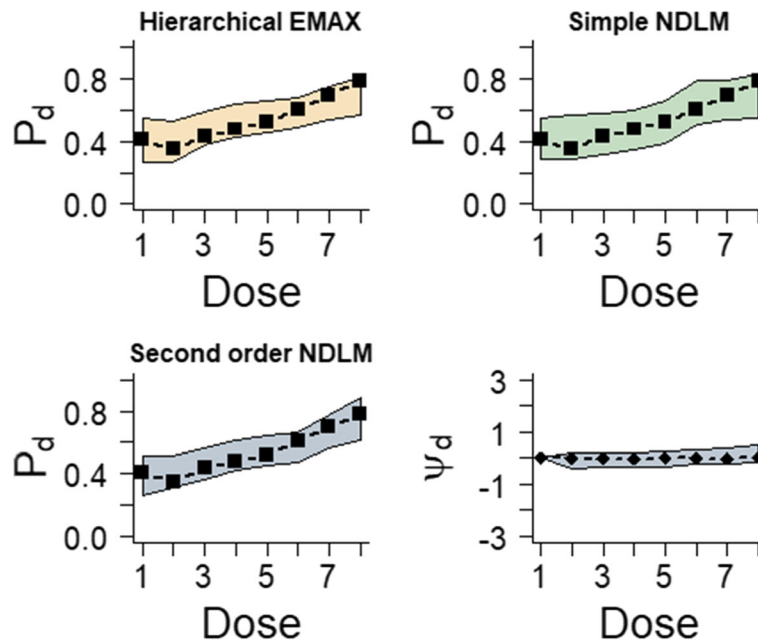 Hierarchical EMAX
P_d
0.8
0.4
0.0
1 3 5 7
Dose
Simple NDLM
P_d
0.8
0.4
0.0
1 3 5 7
Dose
Second order NDLM
P_d
0.8
0.4
0.0
1 3 5 7
Dose
ψ_d
3
1
-1
-3
1 3 5 7
Dose